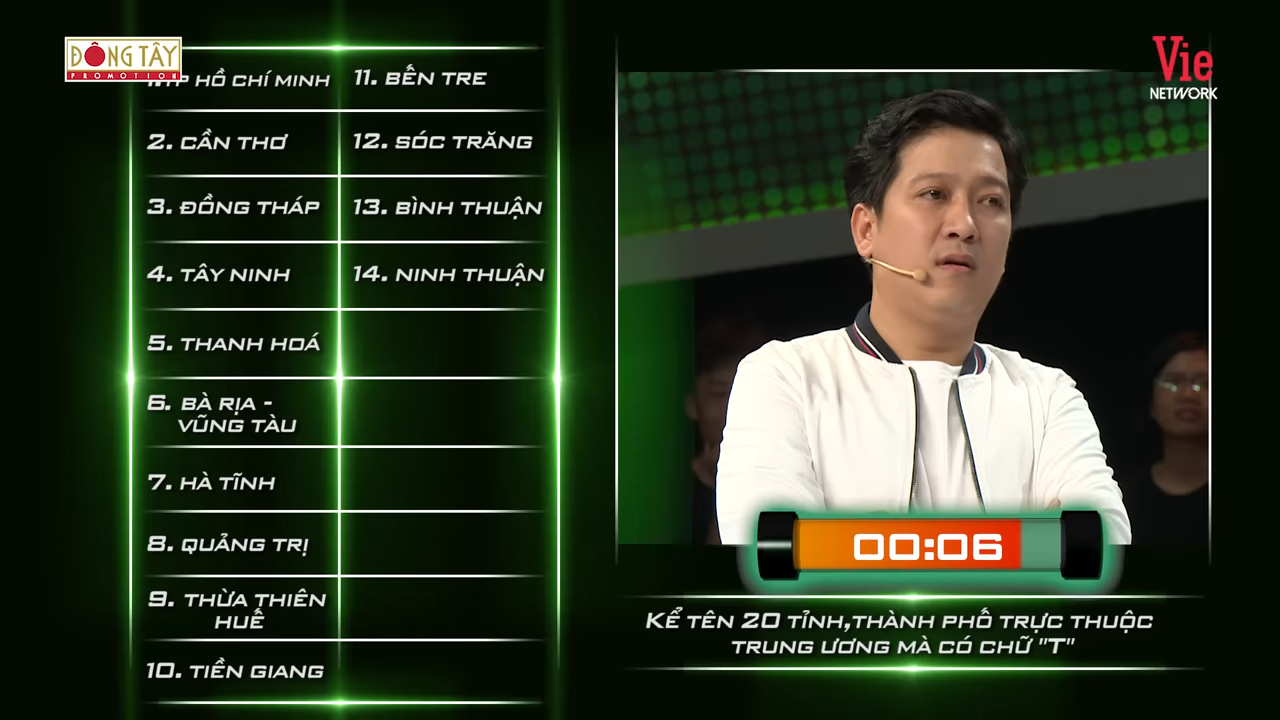 ĐÔNG TÂY
PROMOTION
Vie
NETWORK
1. TP HỒ CHÍ MINH
2. CẦN THƠ
3. ĐỒNG THÁP
4. TÂY NINH
5. THANH HOÁ
6. BÀ RỊA -
VŨNG TÀU
7. HÀ TĨNH
8. QUẢNG TRỊ
9. THỪA THIÊN
HUẾ
10. TIỀN GIANG
11. BẾN TRE
12. SÓC TRĂNG
13. BÌNH THUẬN
14. NINH THUẬN
00:06
KỂ TÊN 20 TỈNH,THÀNH PHỐ TRỰC THUỘC
TRUNG ƯƠNG MÀ CÓ CHỮ "T"